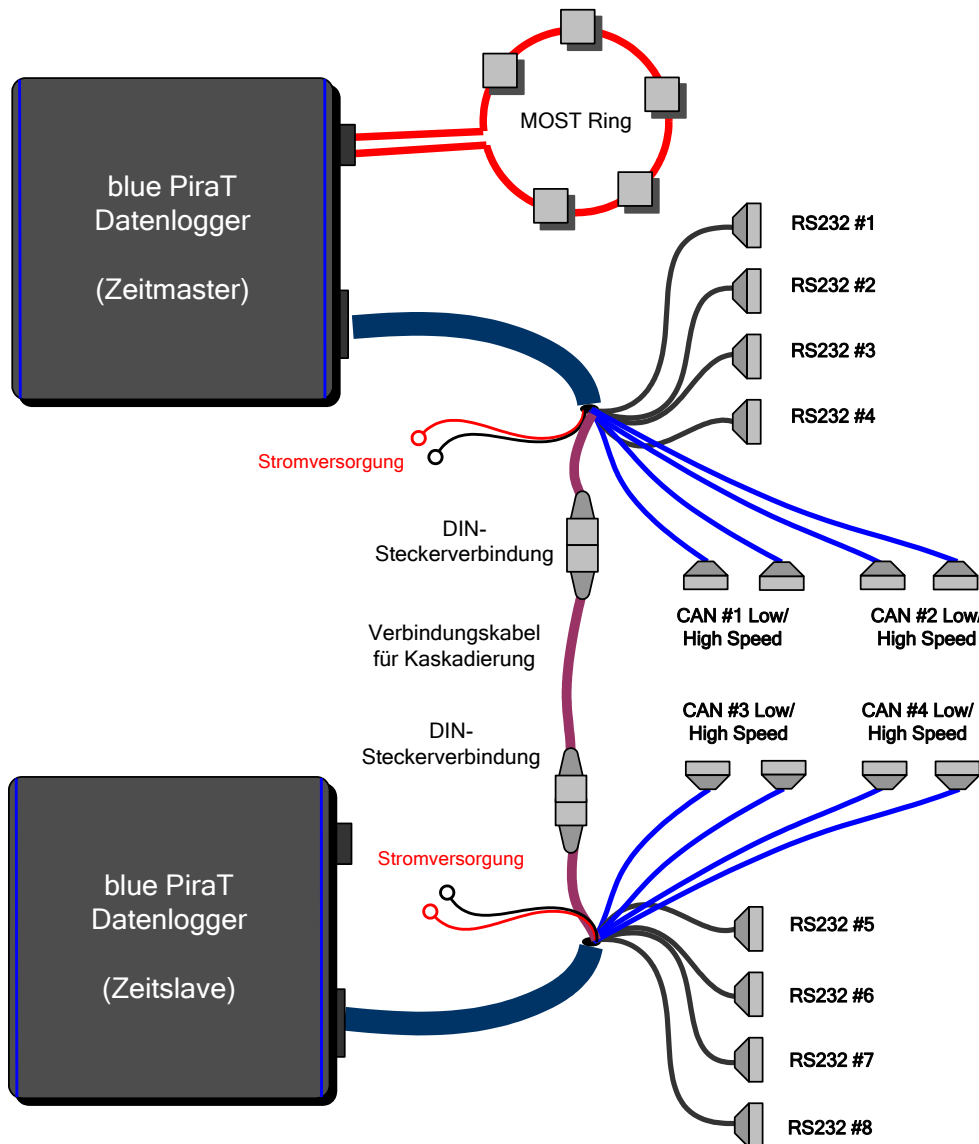 blue PiraT
Datenlogger
(Zeitmaster)
MOST Ring
RS232 #1
RS232 #2
RS232 #3
RS232 #4
Stromversorgung
DIN-
Steckerverbindung
CAN #1 Low/
High Speed
CAN #2 Low/
High Speed
Verbindungskabel
für Kaskadierung
CAN #3 Low/
High Speed
CAN #4 Low/
High Speed
DIN-
Steckerverbindung
Stromversorgung
blue PiraT
Datenlogger
(Zeitslave)
RS232 #5
RS232 #6
RS232 #7
RS232 #8